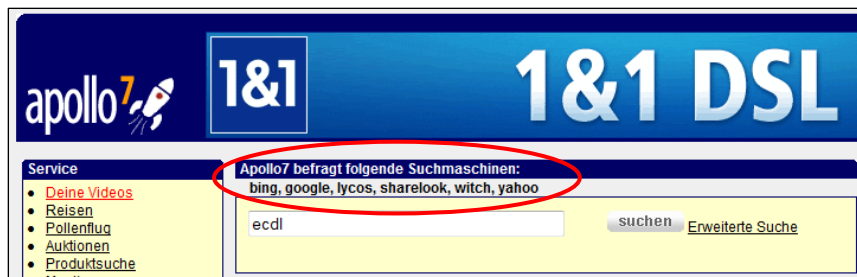 apollo7
1&1
1&1 DSL
Service
Deine Videos
Reisen
Pollenflug
Auktionen
Produktsuche
Apollo7 befragt folgende Suchmaschinen:
bing, google, lycos, sharelook, witch, yahoo
ecdl
suchen Erweiterte Suche